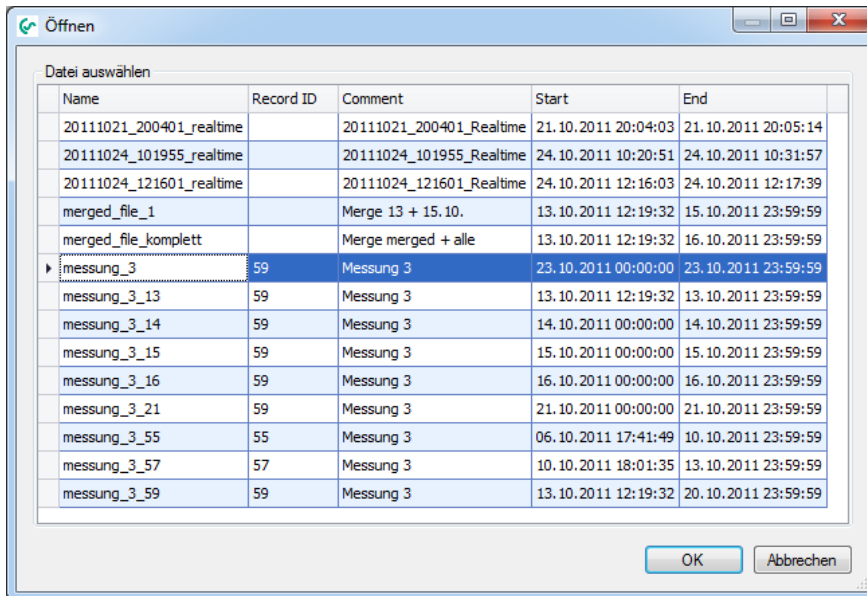 Öffnen
Datei auswählen
Name Record ID Comment Start End
20111021_200401_realtime 20111021_200401_Realtime 21.10.2011 20:04:03 21.10.2011 20:05:14
20111024_101955_realtime 20111024_101955_Realtime 24.10.2011 10:20:51 24.10.2011 10:31:57
20111024_121601_realtime 20111024_121601_Realtime 24.10.2011 12:16:03 24.10.2011 12:17:39
merged_file_1 Merge 13 + 15.10. 13.10.2011 12:19:32 15.10.2011 23:59:59
merged_file_komplett Merge merged + alle 13.10.2011 12:19:32 16.10.2011 23:59:59
messung_3 59 Messung 3 23.10.2011 00:00:00 23.10.2011 23:59:59
messung_3_13 59 Messung 3 13.10.2011 12:19:32 13.10.2011 23:59:59
messung_3_14 59 Messung 3 14.10.2011 00:00:00 14.10.2011 23:59:59
messung_3_15 59 Messung 3 15.10.2011 00:00:00 15.10.2011 23:59:59
messung_3_16 59 Messung 3 16.10.2011 00:00:00 16.10.2011 23:59:59
messung_3_21 59 Messung 3 21.10.2011 00:00:00 21.10.2011 23:59:59
messung_3_55 55 Messung 3 06.10.2011 17:41:49 10.10.2011 23:59:59
messung_3_57 57 Messung 3 10.10.2011 18:01:35 13.10.2011 23:59:59
messung_3_59 59 Messung 3 13.10.2011 12:19:32 20.10.2011 23:59:59
OK Abbrechen